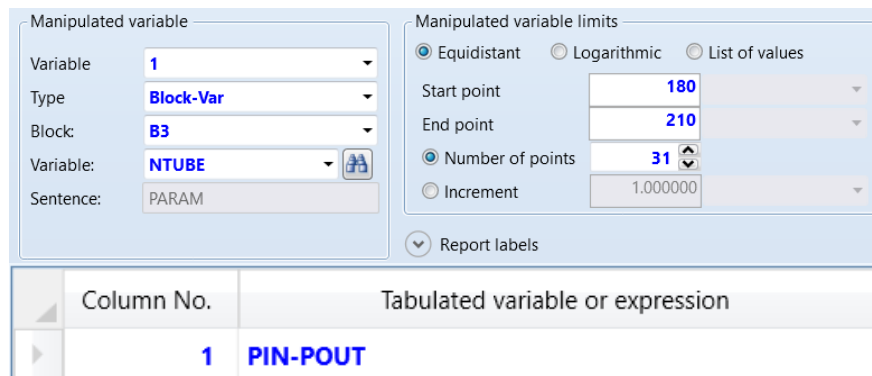 Manipulated variable
Variable 1
Type Block-Var
Block: B3
Variable: NTUBE
Sentence: PARAM
Manipulated variable limits
Equidistant Logarithmic List of values
Start point 180
End point 210
Number of points 31
Increment 1.000000
Report labels
Column No. Tabulated variable or expression
1 PIN-POUT